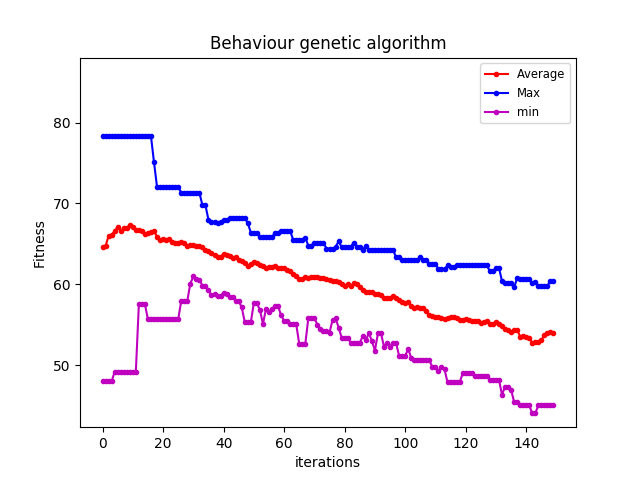 Behaviour genetic algorithm
Average
Max
min
80
70
60
50
Fitness
0 20 40 60 80 100 120 140
iterations